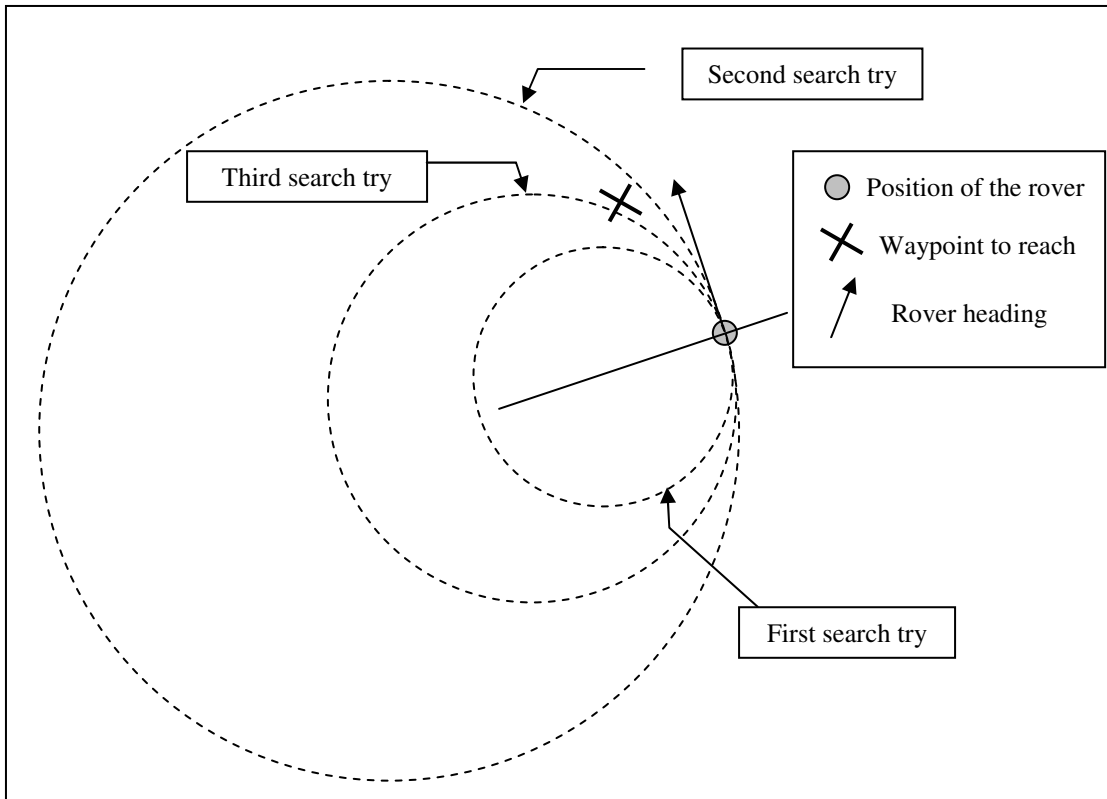 Second search try
Third search try
Position of the rover
Waypoint to reach
Rover heading
First search try